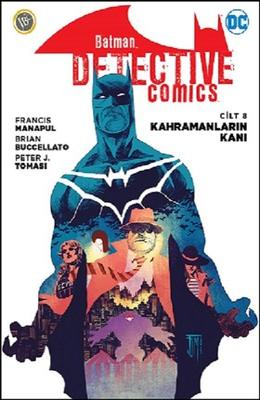 DC
Batman
DETECTIVE
COMICS
FRANCIS
MANAPUL
BRIAN
BUCCELLATO
PETER J.
TOMASI
CİLT 8
KAHRAMANLARIN
KANI